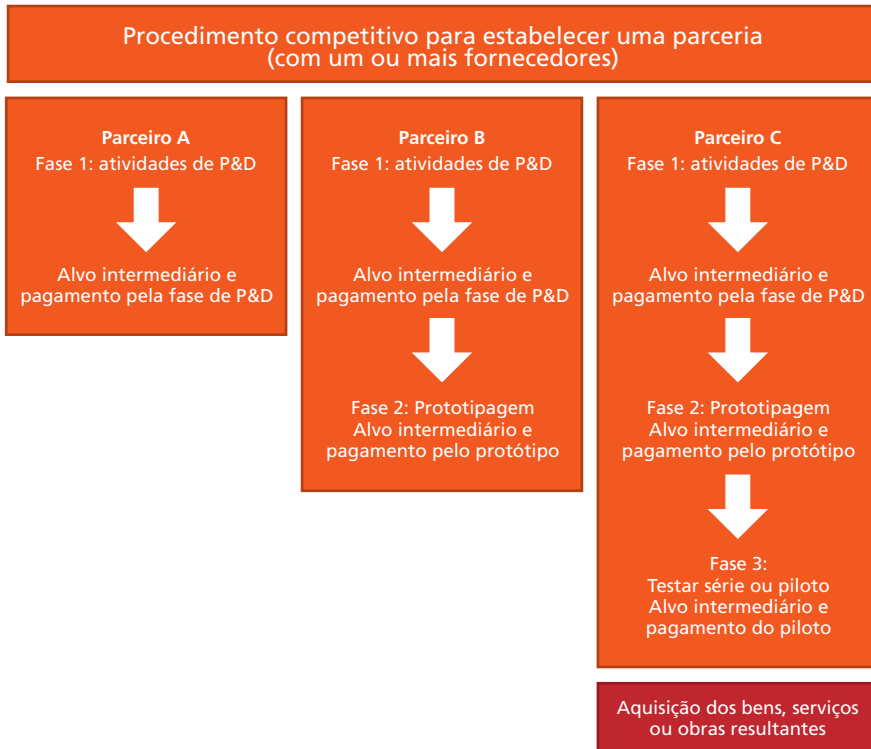 Procedimento competitivo para estabelecer uma parceria
(com um ou mais fornecedores)
Parceiro A
Fase 1: atividades de P&D
Alvo intermediário e
pagamento pela fase de P&D
Parceiro B
Fase 1: atividades de P&D
Alvo intermediário e
pagamento pela fase de P&D
Fase 2: Prototipagem
Alvo intermediário e
pagamento pelo protótipo
Parceiro C
Fase 1: atividades de P&D
Alvo intermediário e
pagamento pela fase de P&D
Fase 2: Prototipagem
Alvo intermediário e
pagamento pelo protótipo
Fase 3:
Testar série ou piloto
Alvo intermediário e
pagamento do piloto
Aquisição dos bens, serviços
ou obras resultantes